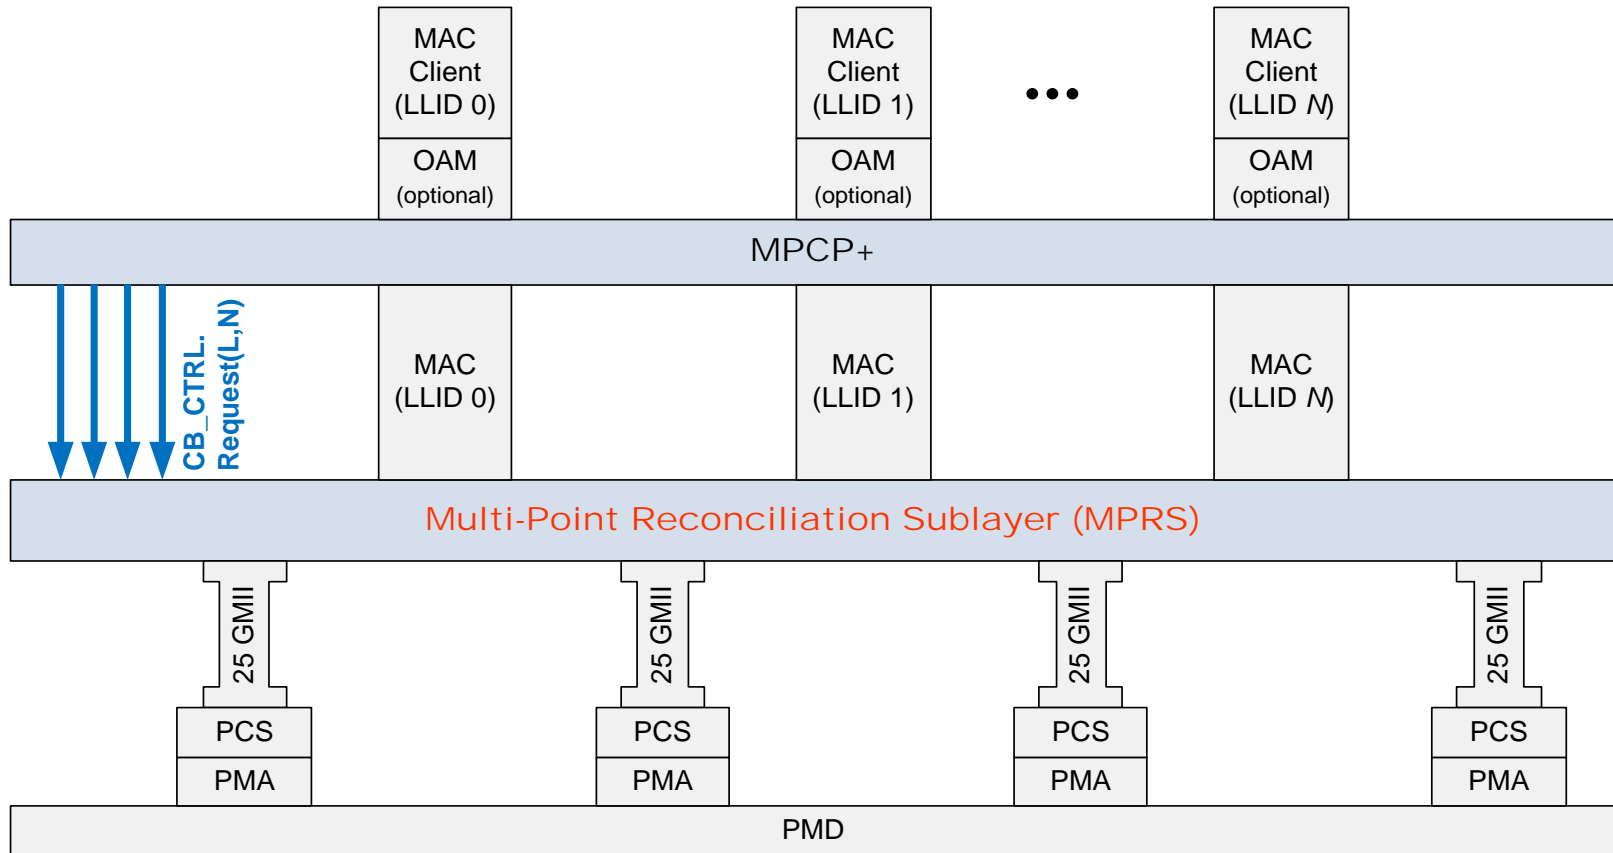 MAC
Client
(LLID 0)
OAM
(optional)
MAC
Client
(LLID 1)
OAM
(optional)
•••
MAC
Client
(LLID N)
OAM
(optional)
MPCP+
CB_CTRL.
Request(L,N)
MAC
(LLID 0)
MAC
(LLID 1)
MAC
(LLID N)
Multi-Point Reconciliation Sublayer (MPRS)
25 GMII
25 GMII
25 GMII
25 GMII
PCS
PMA
PCS
PMA
PCS
PMA
PCS
PMA
PMD